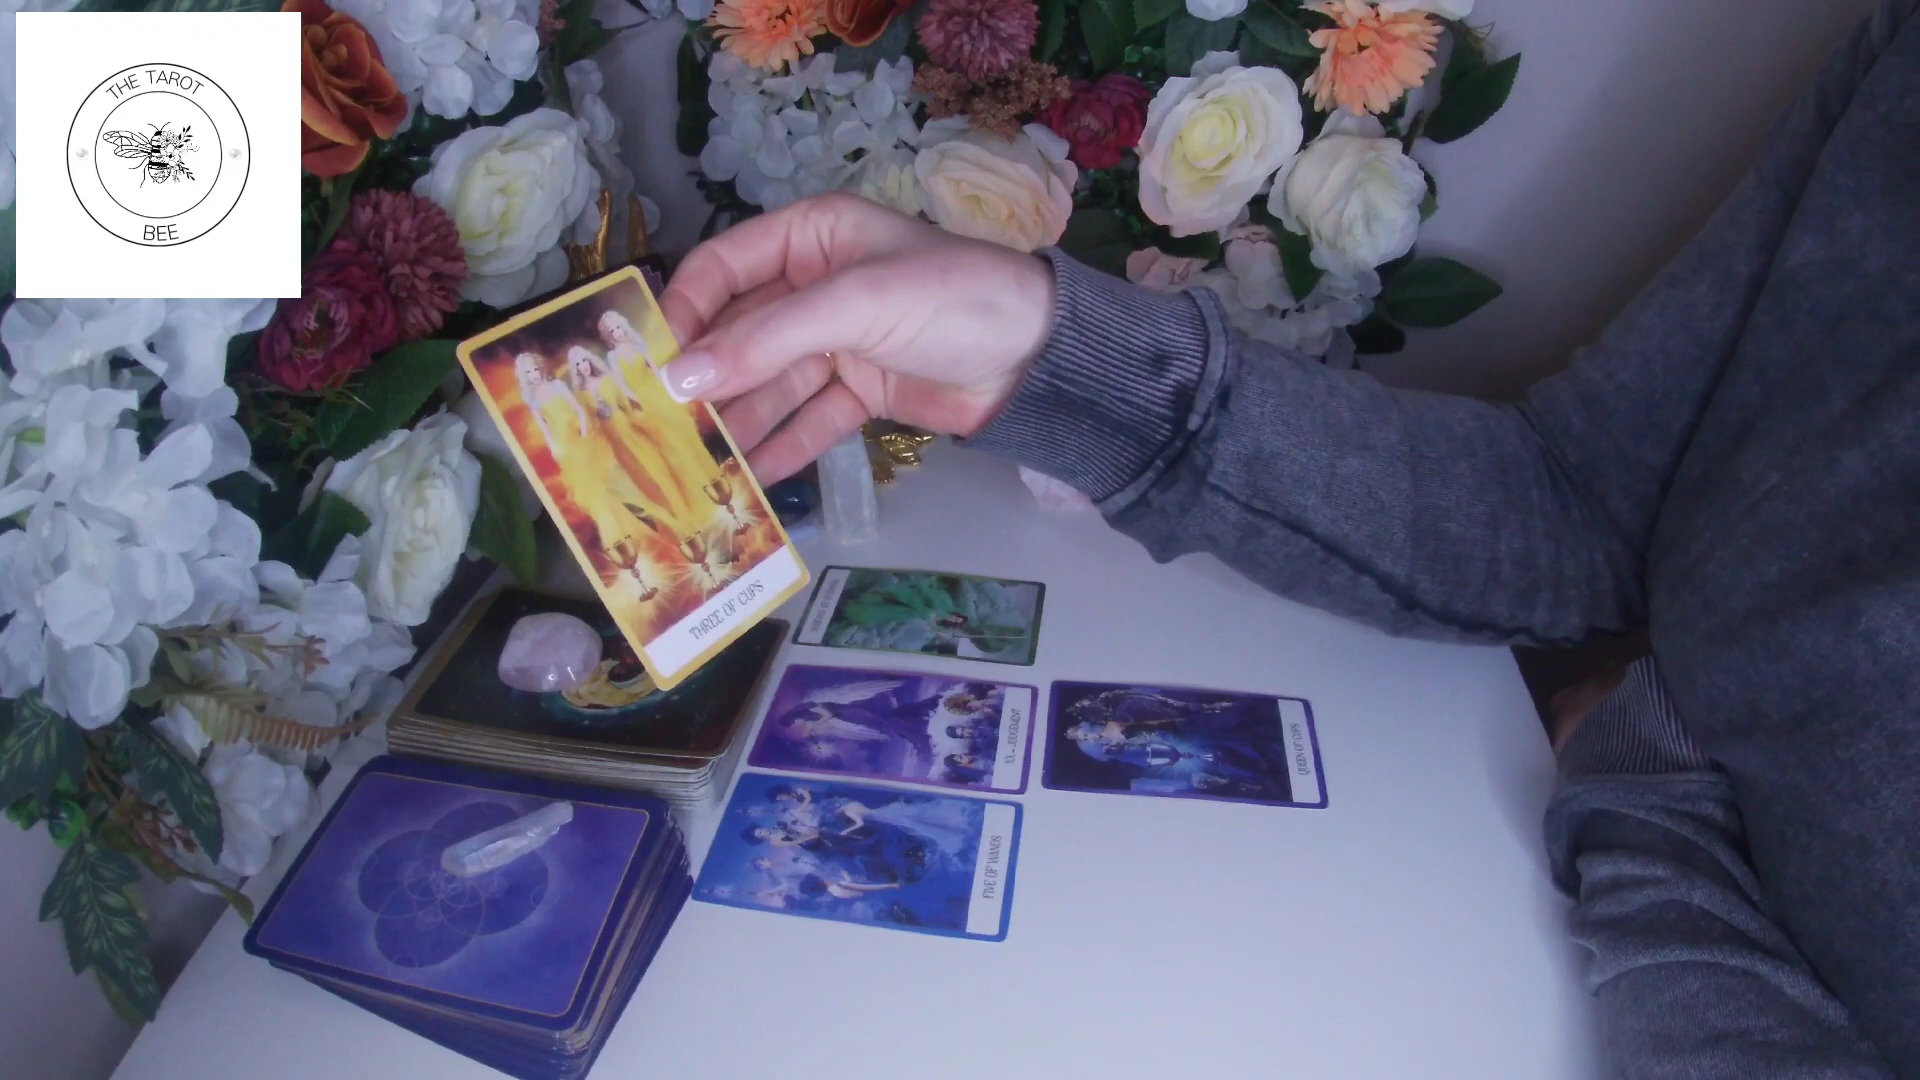 THE TAROT
BEE
THREE OF CUPS
XX - JUDGEMENT
QUEEN OF CUPS
FIVE OF WANDS